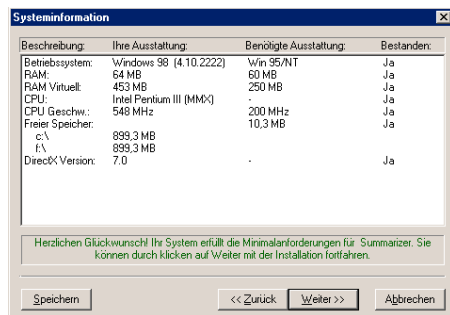 Systeminformation
Beschreibung: Ihre Ausstattung: Benötigte Ausstattung: Bestanden:
Betriebssystem: Windows 98 (4.10.2222) Win 95/NT Ja
RAM: 64 MB 60 MB Ja
RAM Virtuell: 453 MB 250 MB Ja
CPU: Intel Pentium III (MMX) - Ja
CPU Geschw.: 548 MHz 200 MHz Ja
Freier Speicher: 10,3 MB Ja
c:\ 899,3 MB
f:\ 899,3 MB
DirectX Version: 7.0 - Ja
Herzlichen Glückwunsch! Ihr System erfüllt die Minimalanforderungen für Summarizer. Sie
können durch klicken auf Weiter mit der Installation fortfahren.
Speichern << Zurück Weiter >> Abbrechen